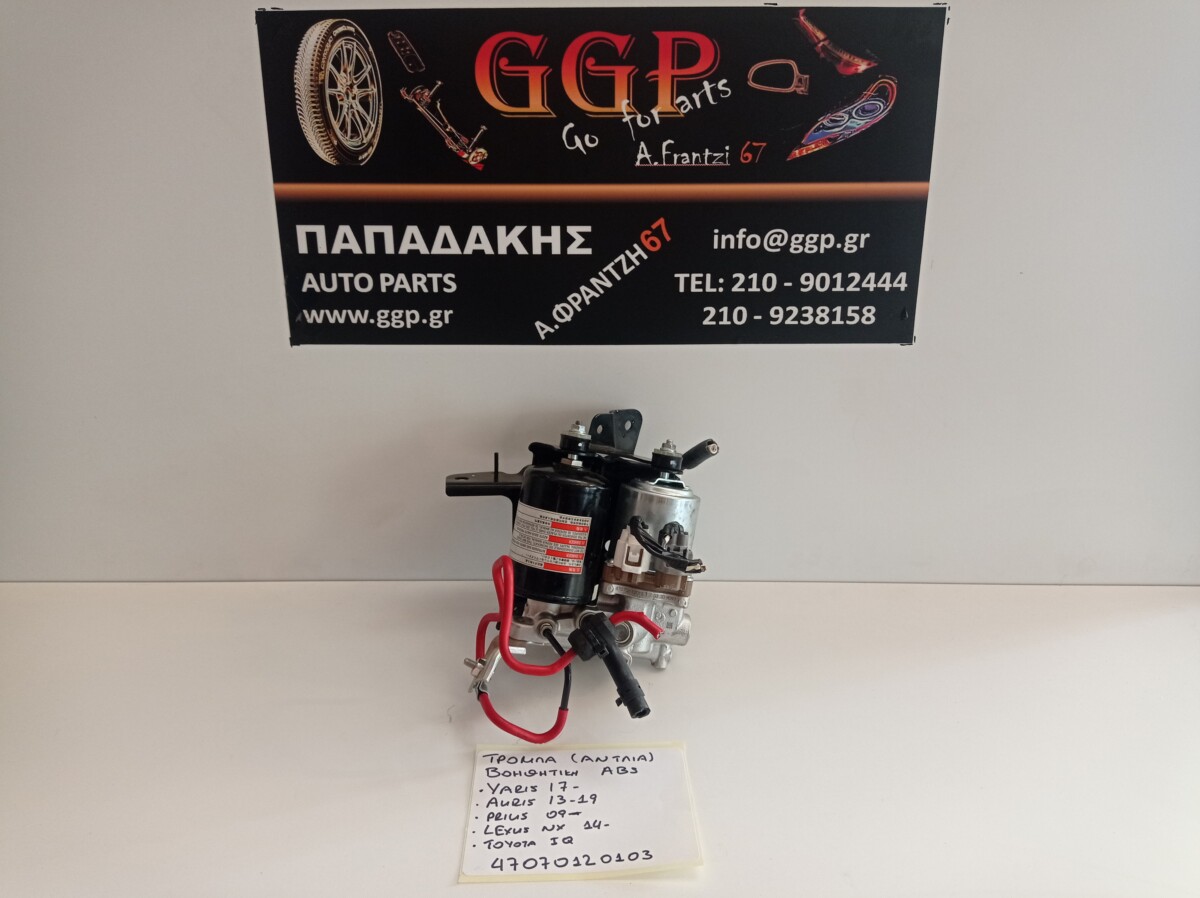 GGP
Go for parts
A.Frantzi 67
ΠΑΠΑΔΑΚΗΣ
AUTO PARTS
www.ggp.gr
Α.ΦΡΑΝΤΖΗ 67
info@ggp.gr
TEL: 210 - 9012444
210 - 9238158
ΤΡΟΜΠΑ (ΑΝΤΛΙΑ)
ΒΟΗΘΗΤΙΚΗ ABS
· YARIS 17-
· AURIS 13-19
· PRIUS 09-
· LEXUS NX 14-
· TOYOTA IQ
47070120103